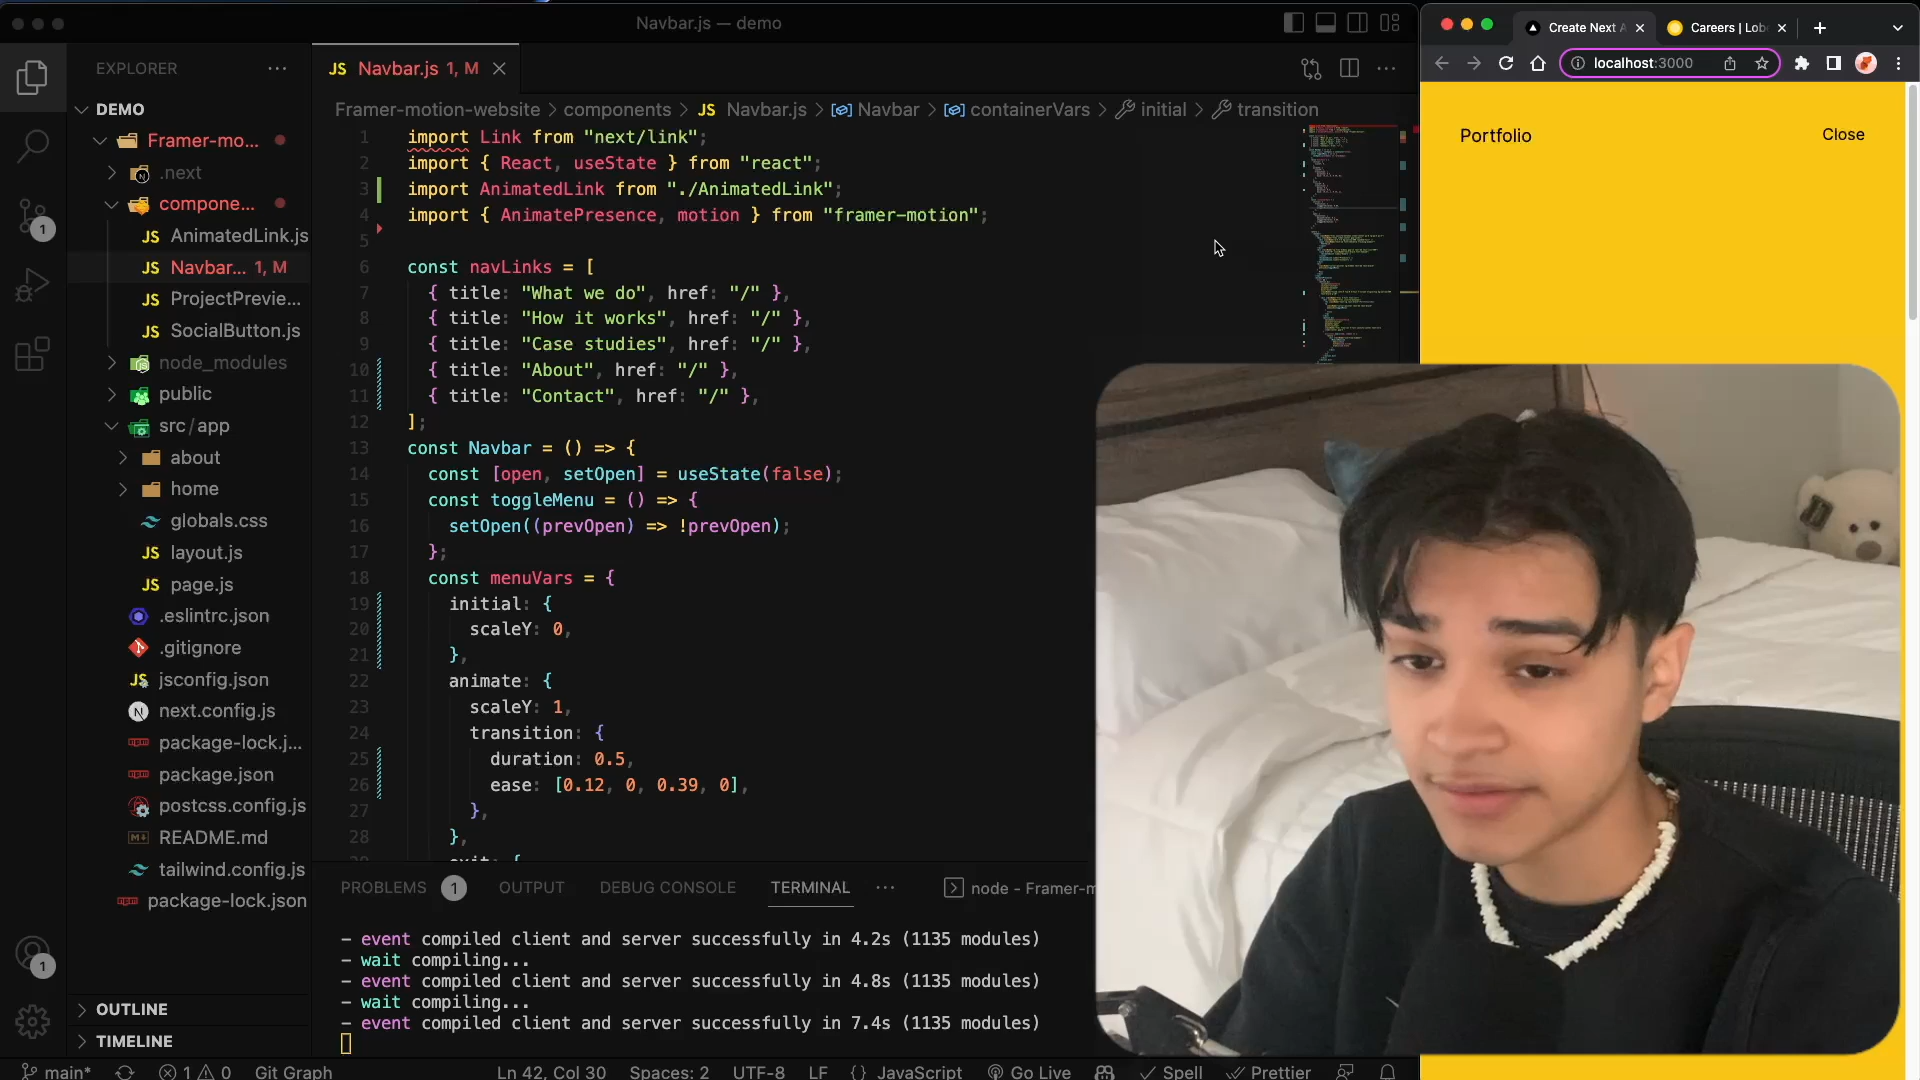 Navbar.js — demo
EXPLORER
DEMO
Framer-mo...
.next
compone...
AnimatedLink.js
Navbar... 1, M
ProjectPrevie...
SocialButton.js
node_modules
public
src/app
about
home
globals.css
layout.js
page.js
.eslintrc.json
.gitignore
jsconfig.json
next.config.js
package-lock.j...
package.json
postcss.config.js
README.md
tailwind.config.js
package-lock.json
OUTLINE
TIMELINE
1
1
JS Navbar.js 1, M
Framer-motion-website > components > JS Navbar.js > Navbar > containerVars > initial > transition
1 import Link from "next/link";
2 import { React, useState } from "react";
3 import AnimatedLink from "./AnimatedLink";
4 import { AnimatePresence, motion } from "framer-motion";
5
6 const navLinks = [
7 { title: "What we do", href: "/" },
8 { title: "How it works", href: "/" },
9 { title: "Case studies", href: "/" },
10 { title: "About", href: "/" },
11 { title: "Contact", href: "/" },
12 ];
13 const Navbar = () => {
14 const [open, setOpen] = useState(false);
15 const toggleMenu = () => {
16 setOpen((prevOpen) => !prevOpen);
17 };
18 const menuVars = {
19 initial: {
20 scaleY: 0,
21 },
22 animate: {
23 scaleY: 1,
24 transition: {
25 duration: 0.5,
26 ease: [0.12, 0, 0.39, 0],
27 },
28 },
PROBLEMS 1 OUTPUT DEBUG CONSOLE TERMINAL ··· node - Framer-m
- event compiled client and server successfully in 4.2s (1135 modules)
- wait compiling...
- event compiled client and server successfully in 4.8s (1135 modules)
- wait compiling...
- event compiled client and server successfully in 7.4s (1135 modules)
main* 1 0 Git Graph Ln 42, Col 30 Spaces: 2 UTF-8 LF {} JavaScript Go Live Spell Prettier
Create Next A
Careers | Lob
localhost:3000
Portfolio
Close